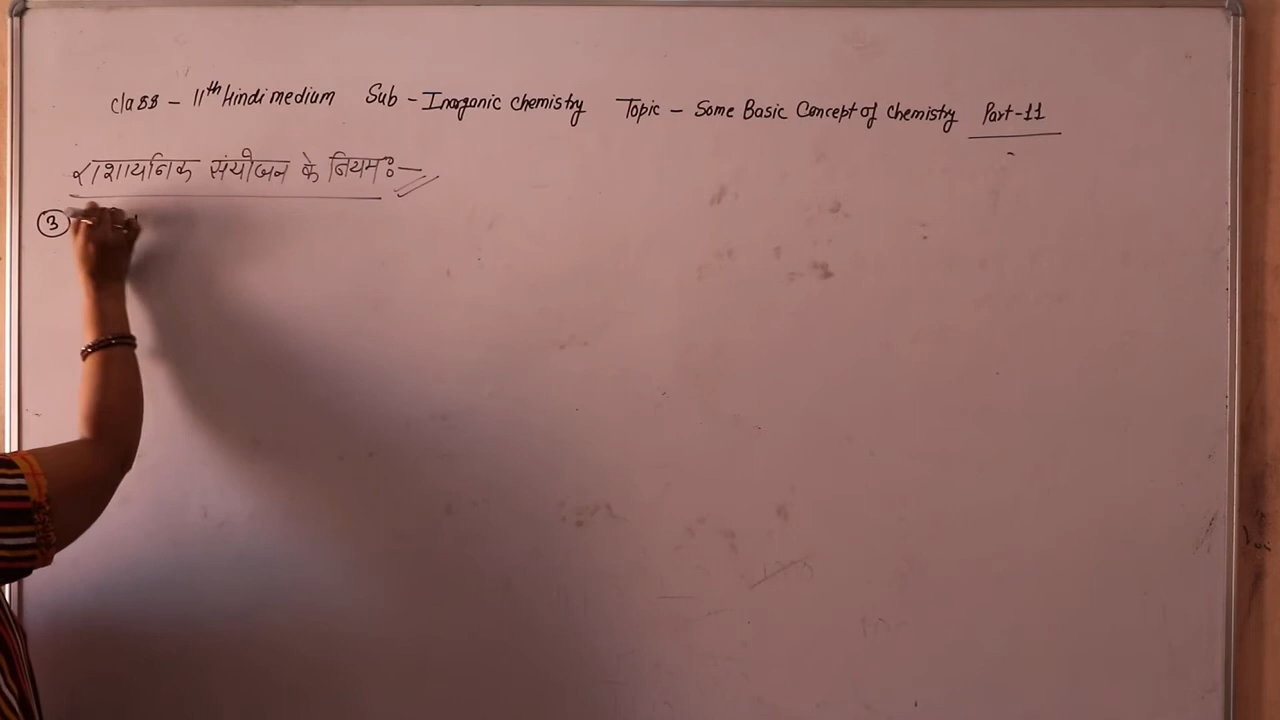 Class - 11th Hindi medium Sub - Inorganic Chemistry Topic - Some Basic Concept of Chemistry Part-11
राशायनिक संयोजन के नियम:-
3